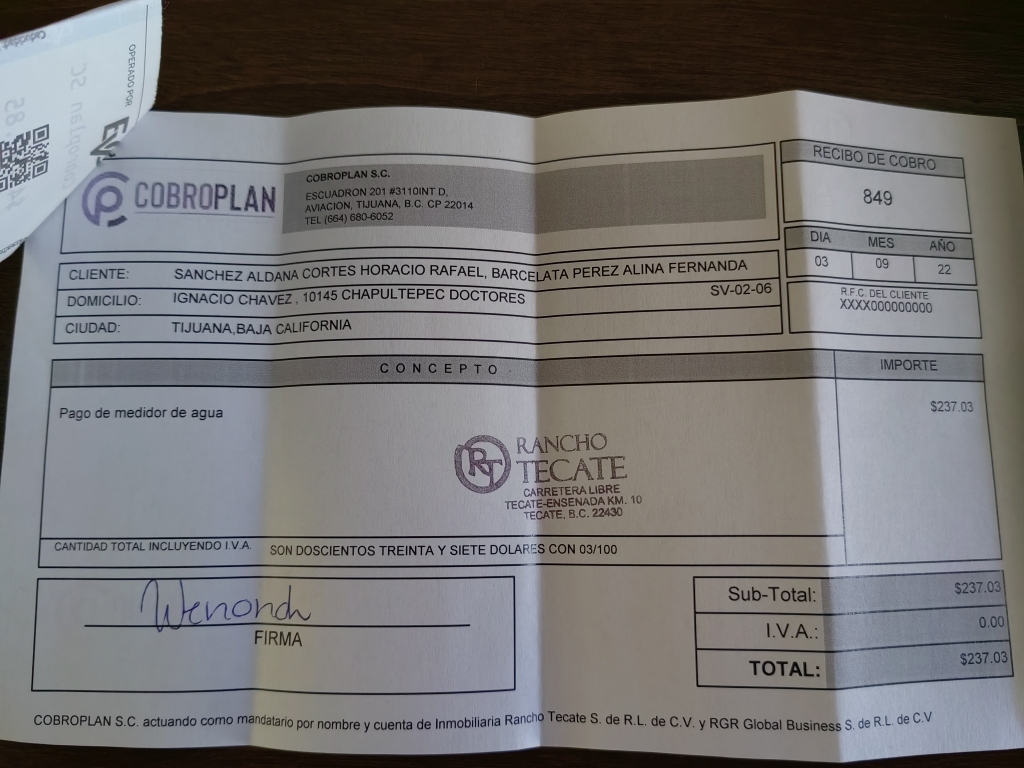 OPERADO POR
Cobroplan SC
COBROPLAN
COBROPLAN S.C.
ESCUADRON 201 #3110INT D,
AVIACION, TIJUANA, B.C. CP 22014
TEL (664) 680-6052
RECIBO DE COBRO
849
DIA MES AÑO
03 09 22
CLIENTE: SANCHEZ ALDANA CORTES HORACIO RAFAEL, BARCELATA PEREZ ALINA FERNANDA
DOMICILIO: IGNACIO CHAVEZ , 10145 CHAPULTEPEC DOCTORES SV-02-06
CIUDAD: TIJUANA,BAJA CALIFORNIA
R.F.C. DEL CLIENTE
XXXX000000000
CONCEPTO IMPORTE
Pago de medidor de agua $237.03
RT RANCHO
TECATE
CARRETERA LIBRE
TECATE-ENSENADA KM. 10
TECATE, B.C. 22430
CANTIDAD TOTAL INCLUYENDO I.V.A. SON DOSCIENTOS TREINTA Y SIETE DOLARES CON 03/100
Wenonch
FIRMA
Sub-Total: $237.03
I.V.A.: 0.00
TOTAL: $237.03
COBROPLAN S.C. actuando como mandatario por nombre y cuenta de Inmobiliaria Rancho Tecate S. de R.L. de C.V. y RGR Global Business S. de R.L. de C.V